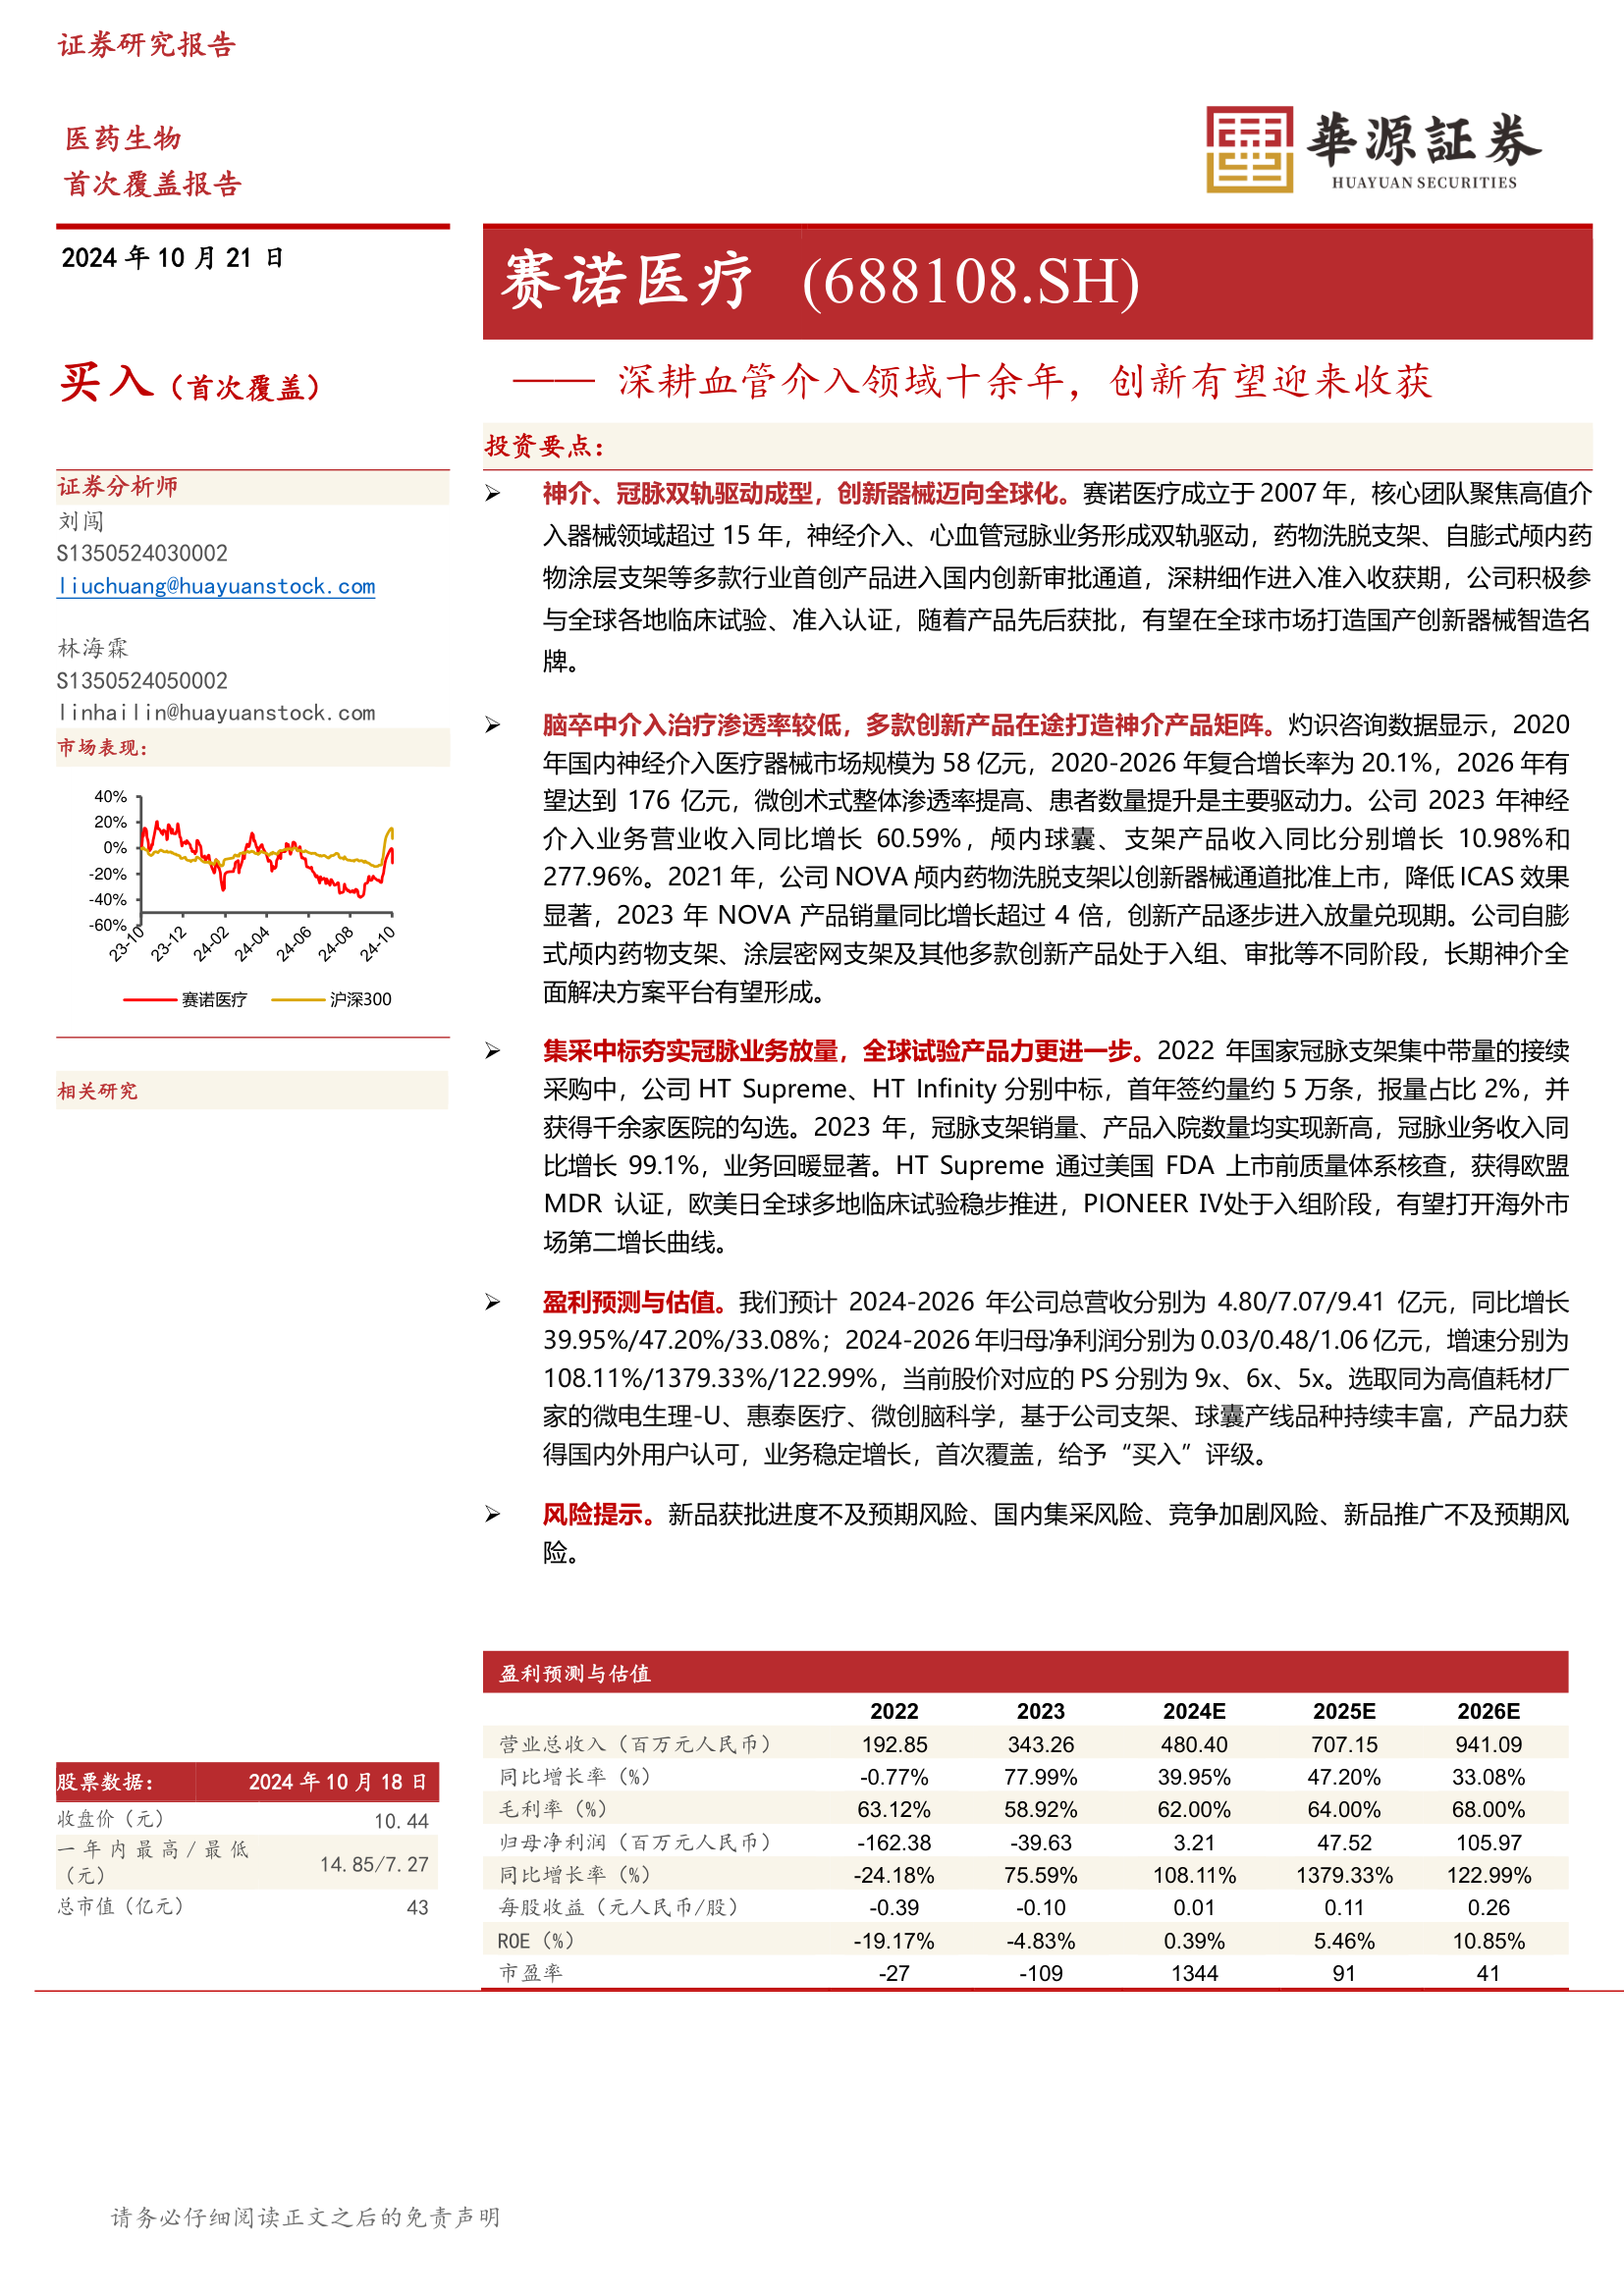 证券研究报告
医药生物
首次覆盖报告
華源証券
HUAYUAN SECURITIES
2024 年 10 月 21 日
赛诺医疗 (688108.SH)
买入（首次覆盖）
—— 深耕血管介入领域十余年，创新有望迎来收获
证券分析师
刘闯
S1350524030002
liuchuang@huayuanstock.com
林海霖
S1350524050002
linhailin@huayuanstock.com
市场表现：
40%
20%
0%
-20%
-40%
-60%
23-10
23-12
24-02
24-04
24-06
24-08
24-10
赛诺医疗 沪深300
相关研究
股票数据： 2024 年 10 月 18 日
收盘价（元） 10.44
一年内最高/最低
（元） 14.85/7.27
总市值（亿元） 43
投资要点：
➢ 神介、冠脉双轨驱动成型，创新器械迈向全球化。赛诺医疗成立于 2007 年，核心团队聚焦高值介
入器械领域超过 15 年，神经介入、心血管冠脉业务形成双轨驱动，药物洗脱支架、自膨式颅内药
物涂层支架等多款行业首创产品进入国内创新审批通道，深耕细作进入准入收获期，公司积极参
与全球各地临床试验、准入认证，随着产品先后获批，有望在全球市场打造国产创新器械智造名
牌。
➢ 脑卒中介入治疗渗透率较低，多款创新产品在途打造神介产品矩阵。灼识咨询数据显示，2020
年国内神经介入医疗器械市场规模为 58 亿元，2020-2026 年复合增长率为 20.1%，2026 年有
望达到 176 亿元，微创术式整体渗透率提高、患者数量提升是主要驱动力。公司 2023 年神经
介入业务营业收入同比增长 60.59%，颅内球囊、支架产品收入同比分别增长 10.98%和
277.96%。2021 年，公司 NOVA 颅内药物洗脱支架以创新器械通道批准上市，降低 ICAS 效果
显著，2023 年 NOVA 产品销量同比增长超过 4 倍，创新产品逐步进入放量兑现期。公司自膨
式颅内药物支架、涂层密网支架及其他多款创新产品处于入组、审批等不同阶段，长期神介全
面解决方案平台有望形成。
➢ 集采中标夯实冠脉业务放量，全球试验产品力更进一步。2022 年国家冠脉支架集中带量的接续
采购中，公司 HT Supreme、HT Infinity 分别中标，首年签约量约 5 万条，报量占比 2%，并
获得千余家医院的勾选。2023 年，冠脉支架销量、产品入院数量均实现新高，冠脉业务收入同
比增长 99.1%，业务回暖显著。HT Supreme 通过美国 FDA 上市前质量体系核查，获得欧盟
MDR 认证，欧美日全球多地临床试验稳步推进，PIONEER IV处于入组阶段，有望打开海外市
场第二增长曲线。
➢ 盈利预测与估值。我们预计 2024-2026 年公司总营收分别为 4.80/7.07/9.41 亿元，同比增长
39.95%/47.20%/33.08%；2024-2026 年归母净利润分别为 0.03/0.48/1.06 亿元，增速分别为
108.11%/1379.33%/122.99%，当前股价对应的 PS 分别为 9x、6x、5x。选取同为高值耗材厂
家的微电生理-U、惠泰医疗、微创脑科学，基于公司支架、球囊产线品种持续丰富，产品力获
得国内外用户认可，业务稳定增长，首次覆盖，给予“买入”评级。
➢ 风险提示。新品获批进度不及预期风险、国内集采风险、竞争加剧风险、新品推广不及预期风
险。
盈利预测与估值
2022 2023 2024E 2025E 2026E
营业总收入（百万元人民币） 192.85 343.26 480.40 707.15 941.09
同比增长率（%） -0.77% 77.99% 39.95% 47.20% 33.08%
毛利率（%） 63.12% 58.92% 62.00% 64.00% 68.00%
归母净利润（百万元人民币） -162.38 -39.63 3.21 47.52 105.97
同比增长率（%） -24.18% 75.59% 108.11% 1379.33% 122.99%
每股收益（元人民币/股） -0.39 -0.10 0.01 0.11 0.26
ROE（%） -19.17% -4.83% 0.39% 5.46% 10.85%
市盈率 -27 -109 1344 91 41
请务必仔细阅读正文之后的免责声明